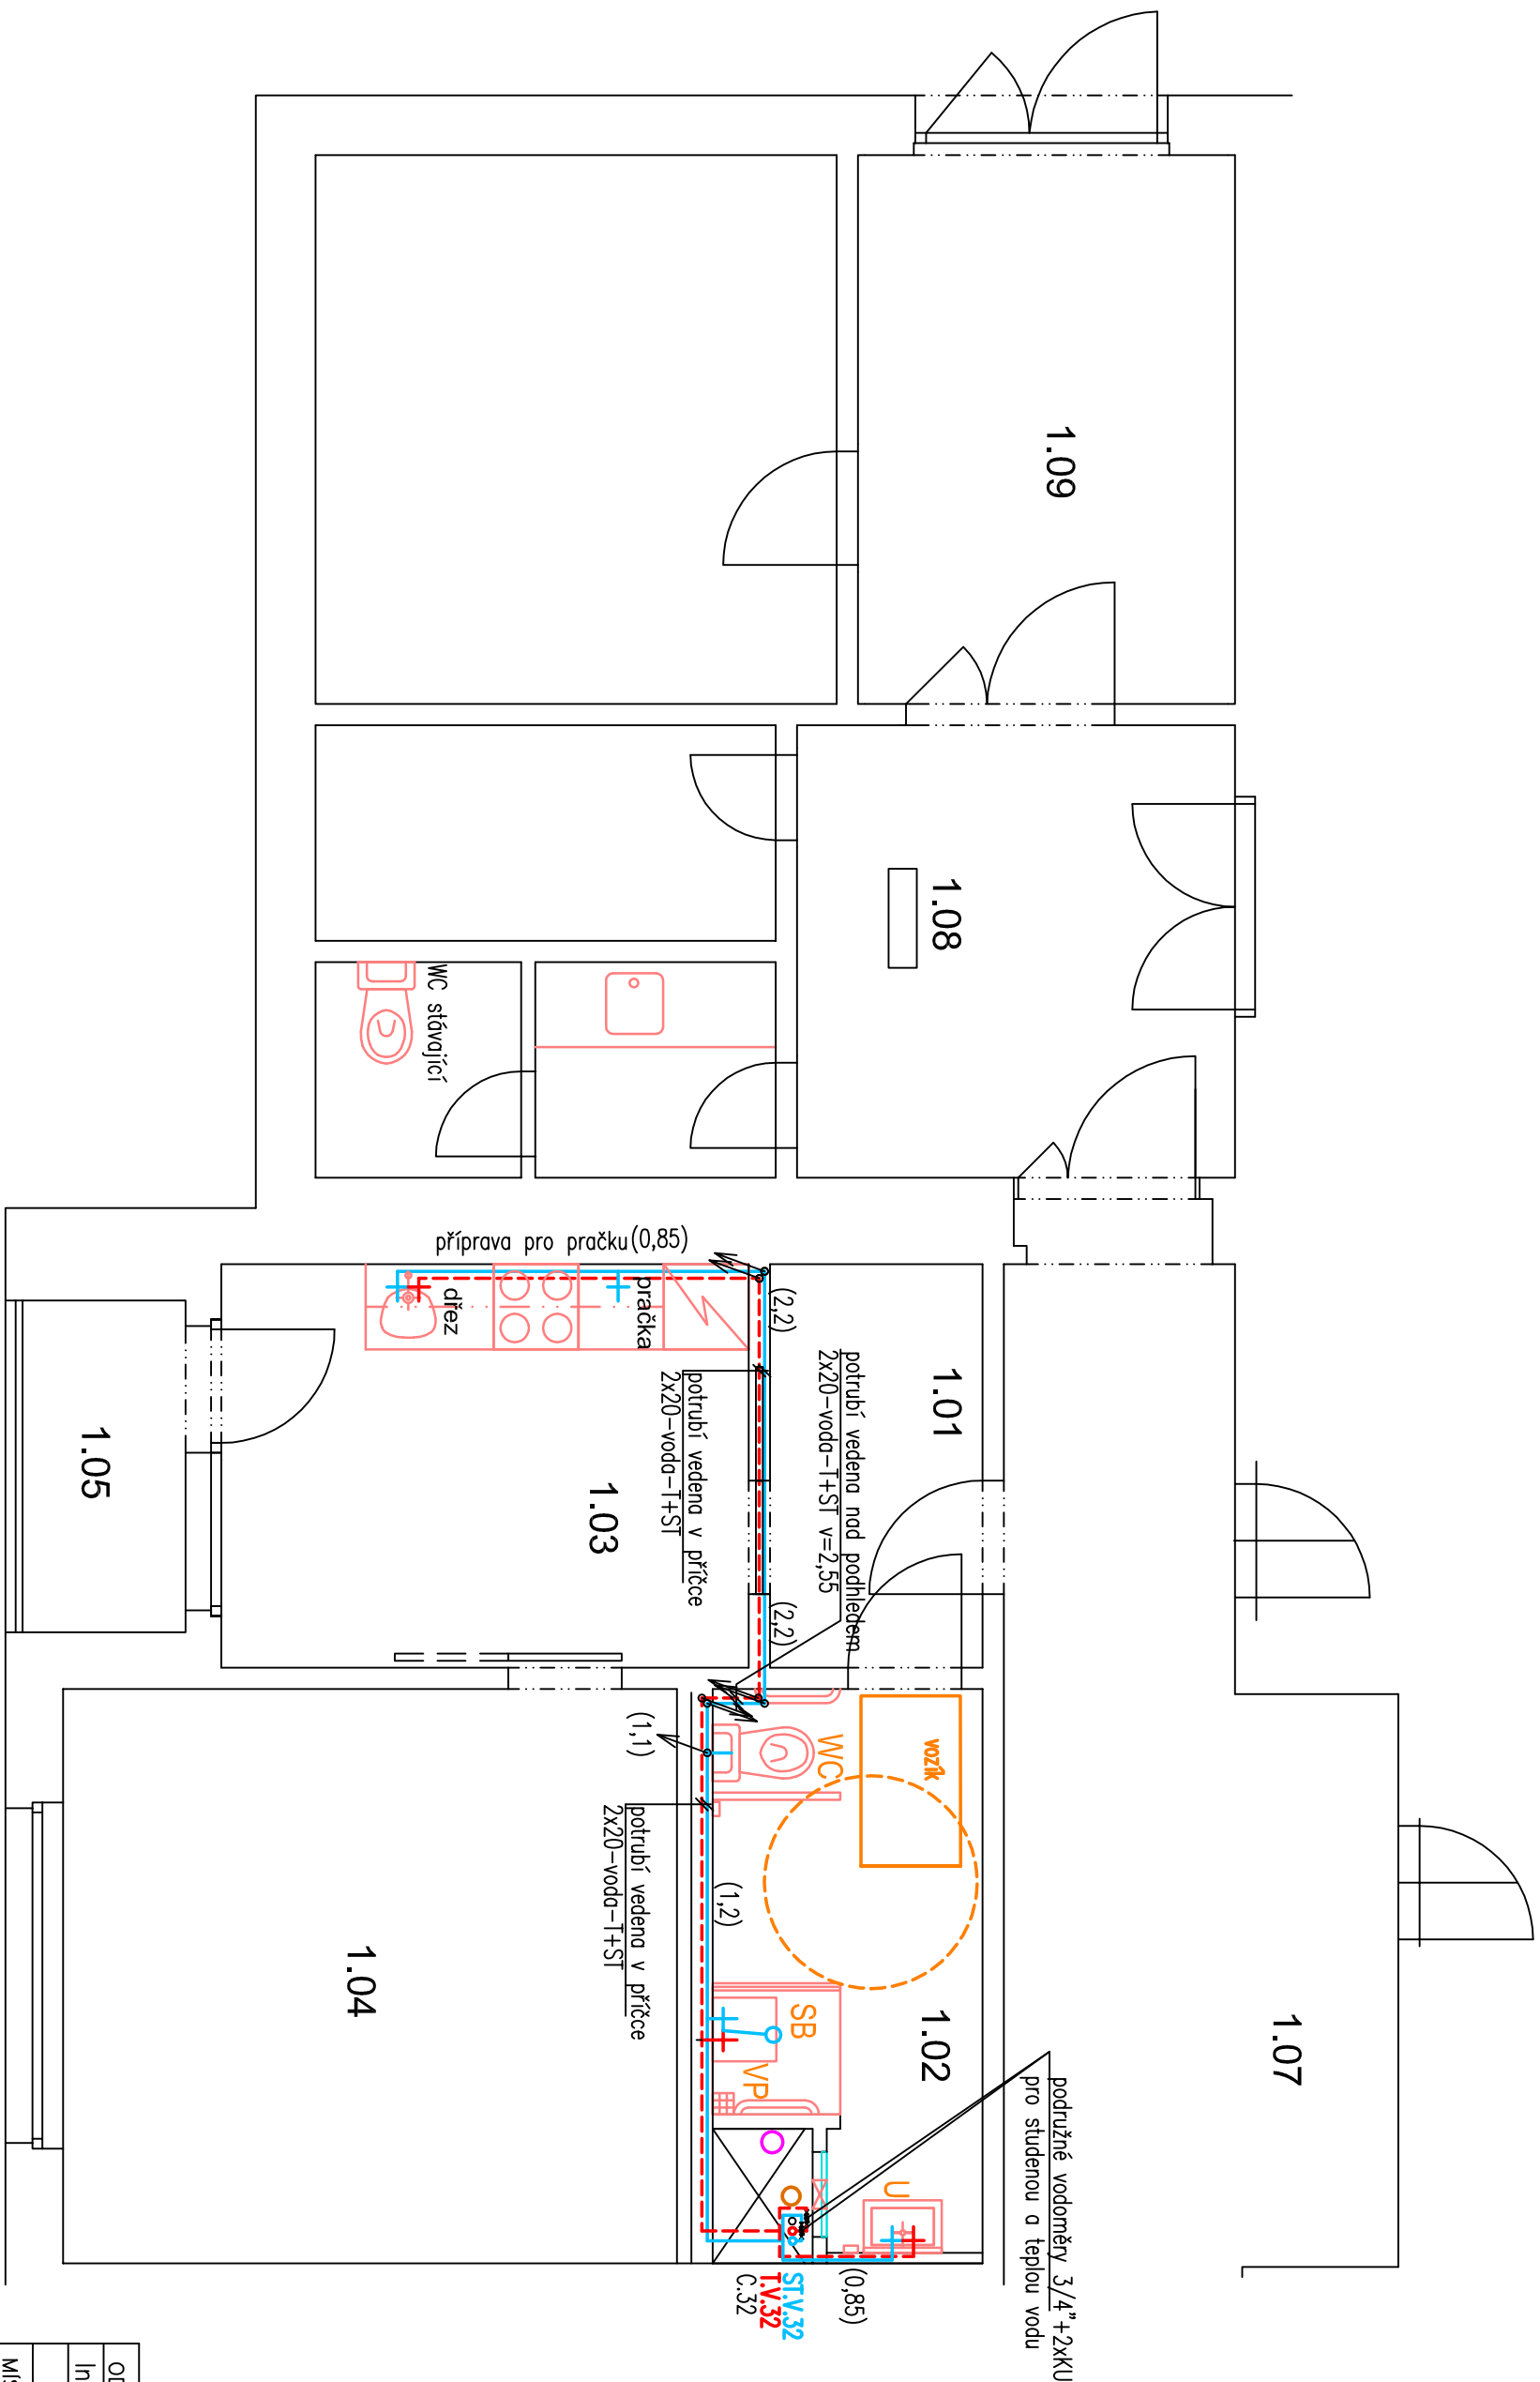 1.09
1.08
WC stávající
příprava pro pračku(0,85)
dřez
pračka
(2,2)
potrubí vedena nad podhledem
2x20-voda-T+ST v=2,55
potrubí vedena v příčce
2x20-voda-T+ST
(2,2)
1.01
1.03
1.05
(1,1)
WC
vozík
potrubí vedena v příčce
2x20-voda-T+ST
(1,2)
1.04
SB
VP
1.02
1.07
U
podružné vodoměry 3/4"+2xKU
pro studenou a teplou vodu
(0,85)
ST.V.32
T.V.32
C.32